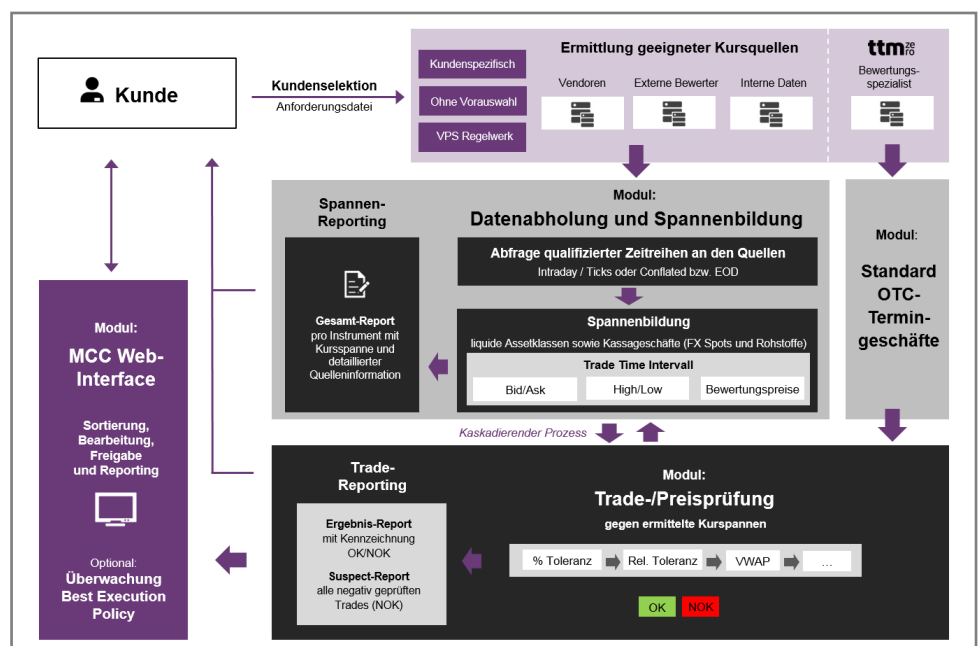 Kunde
Kundenselektion
Anforderungsdatei
Kundenspezifisch
Ohne Vorauswahl
VPS Regelwerk
Ermittlung geeigneter Kursquellen
Vendoren
Externe Bewerter
Interne Daten
ttmzero
Bewertungs-
spezialist
Spannen-
Reporting
Gesamt-Report
pro Instrument mit
Kursspanne und
detaillierter
Quelleninformation
Modul:
Datenabholung und Spannenbildung
Abfrage qualifizierter Zeitreihen an den Quellen
Intraday / Ticks oder Conflated bzw. EOD
Spannenbildung
liquide Assetklassen sowie Kassageschäfte (FX Spots und Rohstoffe)
Trade Time Intervall
Bid/Ask
High/Low
Bewertungspreise
Modul:
Standard
OTC-
Termin-
geschäfte
Kaskadierender Prozess
Modul:
MCC Web-
Interface
Sortierung,
Bearbeitung,
Freigabe
und Reporting
Optional:
Überwachung
Best Execution
Policy
Trade-
Reporting
Ergebnis-Report
mit Kennzeichnung
OK/NOK
Suspect-Report
alle negativ geprüften
Trades (NOK)
Modul:
Trade-/Preisprüfung
gegen ermittelte Kurspannen
% Toleranz
Rel. Toleranz
VWAP
…
OK
NOK